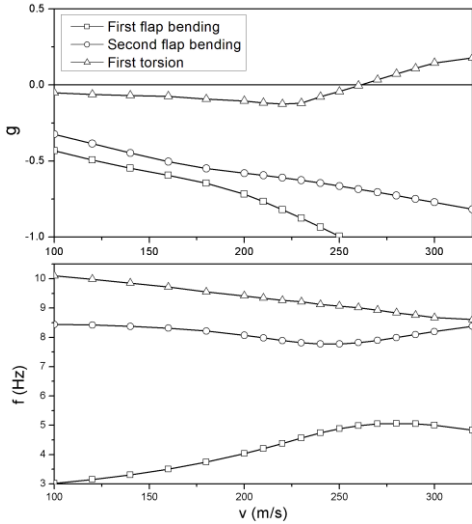 0.5
First flap bending
Second flap bending
First torsion
0.0
g
-0.5
-1.0
100 150 200 250 300
10
9
8
7
f (Hz)
6
5
4
3
100 150 200 250 300
v (m/s)